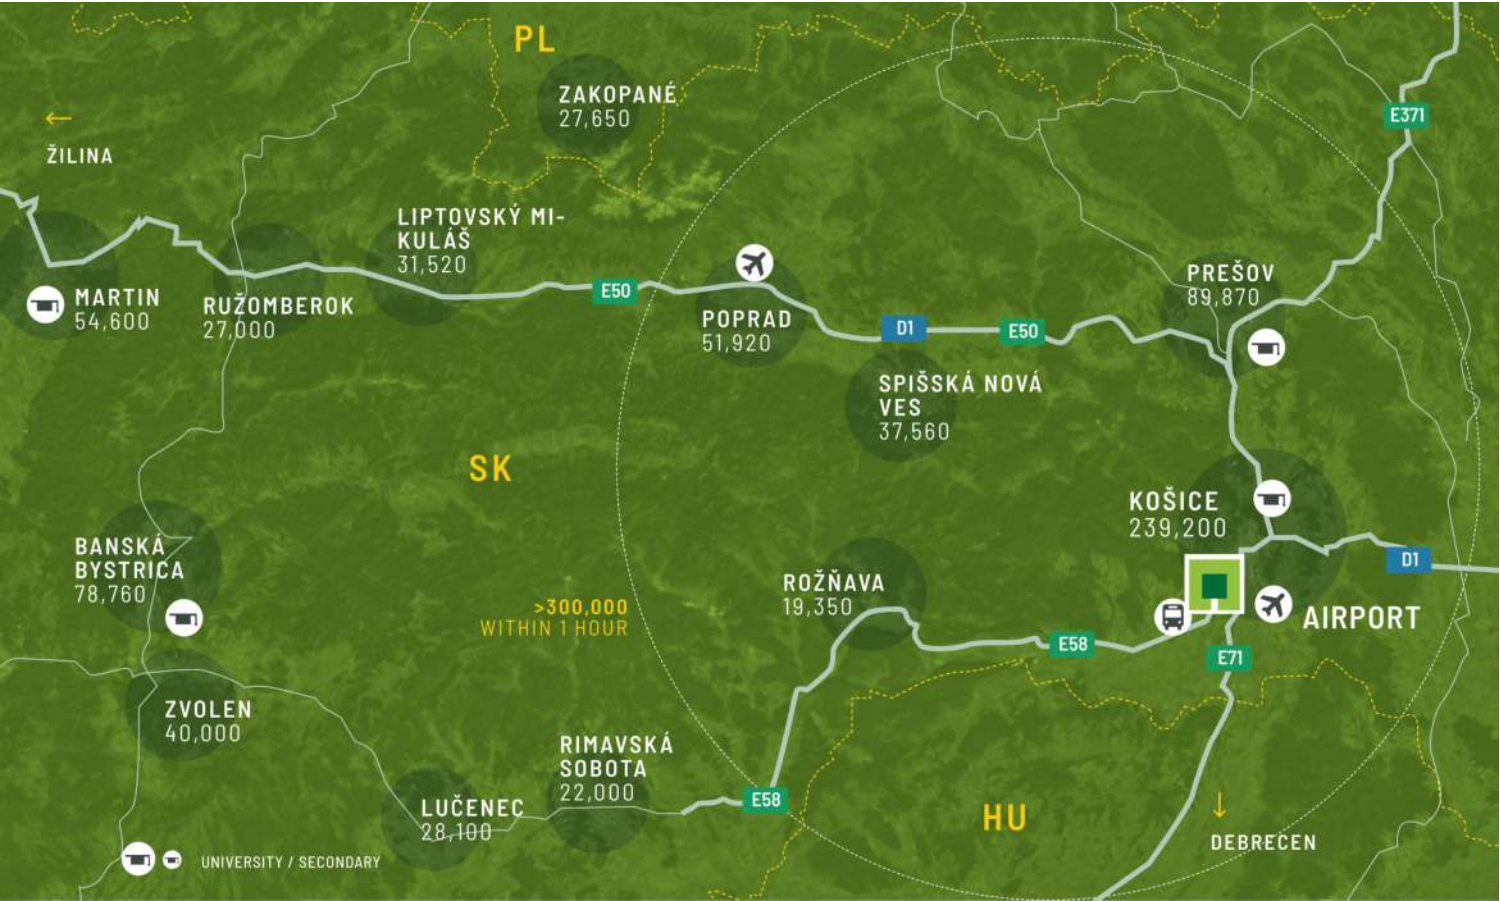 PL
ZAKOPANÉ
27,650
E371
←
ŽILINA
LIPTOVSKÝ MI-
KULÁŠ
31,520
PREŠOV
89,870
MARTIN
54,600
RUŽOMBEROK
27,000
E50
POPRAD
51,920
D1
E50
SPIŠSKÁ NOVÁ
VES
37,560
SK
KOŠICE
239,200
BANSKÁ
BYSTRICA
78,760
D1
ROŽŇAVA
19,350
>300,000
WITHIN 1 HOUR
AIRPORT
E58
E71
ZVOLEN
40,000
RIMAVSKÁ
SOBOTA
22,000
E58
LUČENEC
28,100
HU
↓
DEBRECEN
UNIVERSITY / SECONDARY